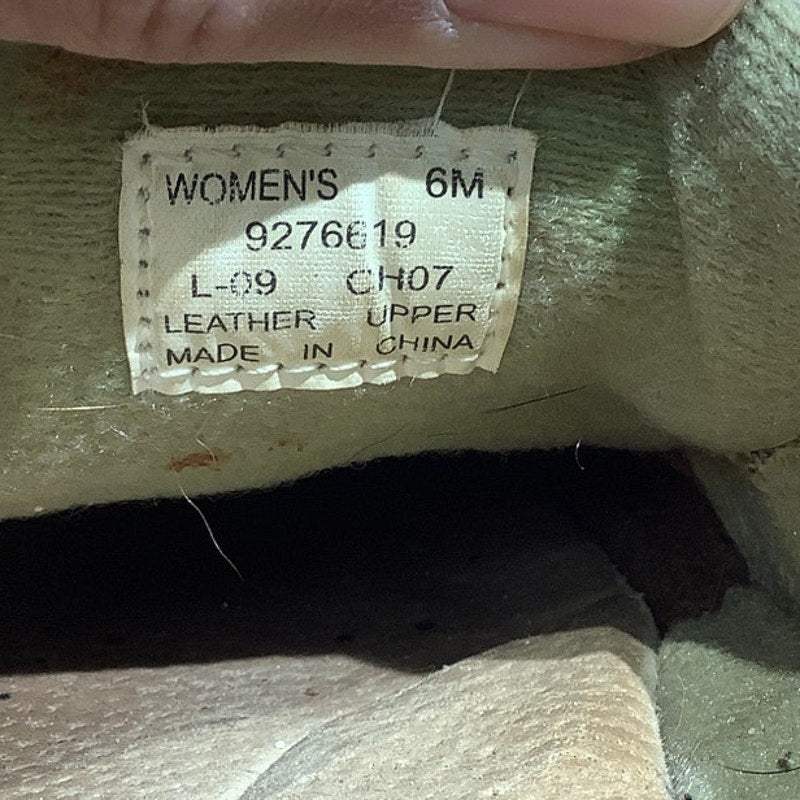 WOMEN'S 6M
9276619
L-09 CH07
LEATHER UPPER
MADE IN CHINA